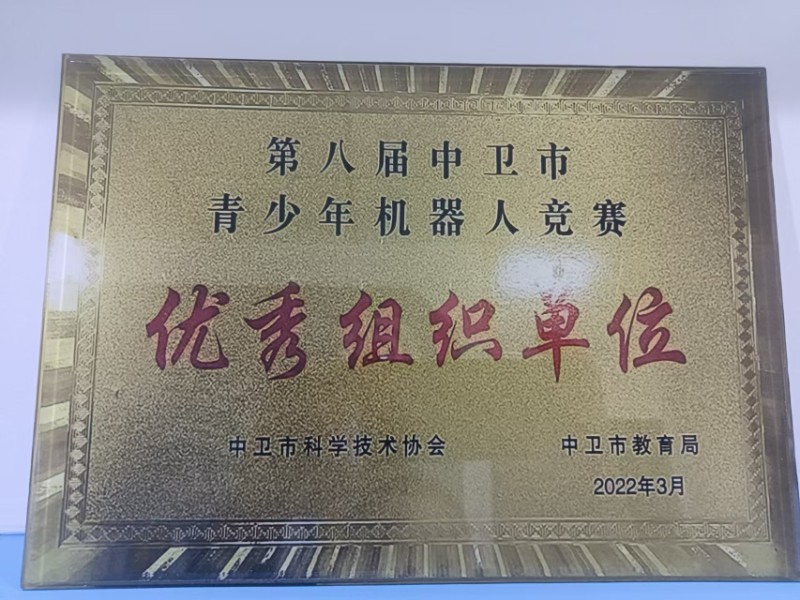 第八届中卫市
青少年机器人竞赛
优秀组织单位
中卫市科学技术协会 中卫市教育局
2022年3月